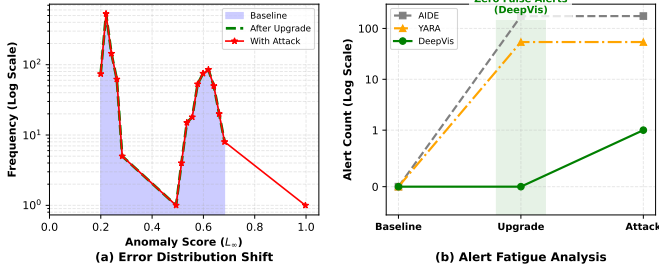 Baseline
After Upgrade
With Attack
Frequency (Log Scale)
10²
10¹
10⁰
0.0 0.2 0.4 0.6 0.8 1.0
Anomaly Score (L∞)
(a) Error Distribution Shift
Zero False Alerts
(DeepVis)
AIDE
YARA
DeepVis
Alert Count (Log Scale)
100
10
1
0
Baseline Upgrade Attack
(b) Alert Fatigue Analysis